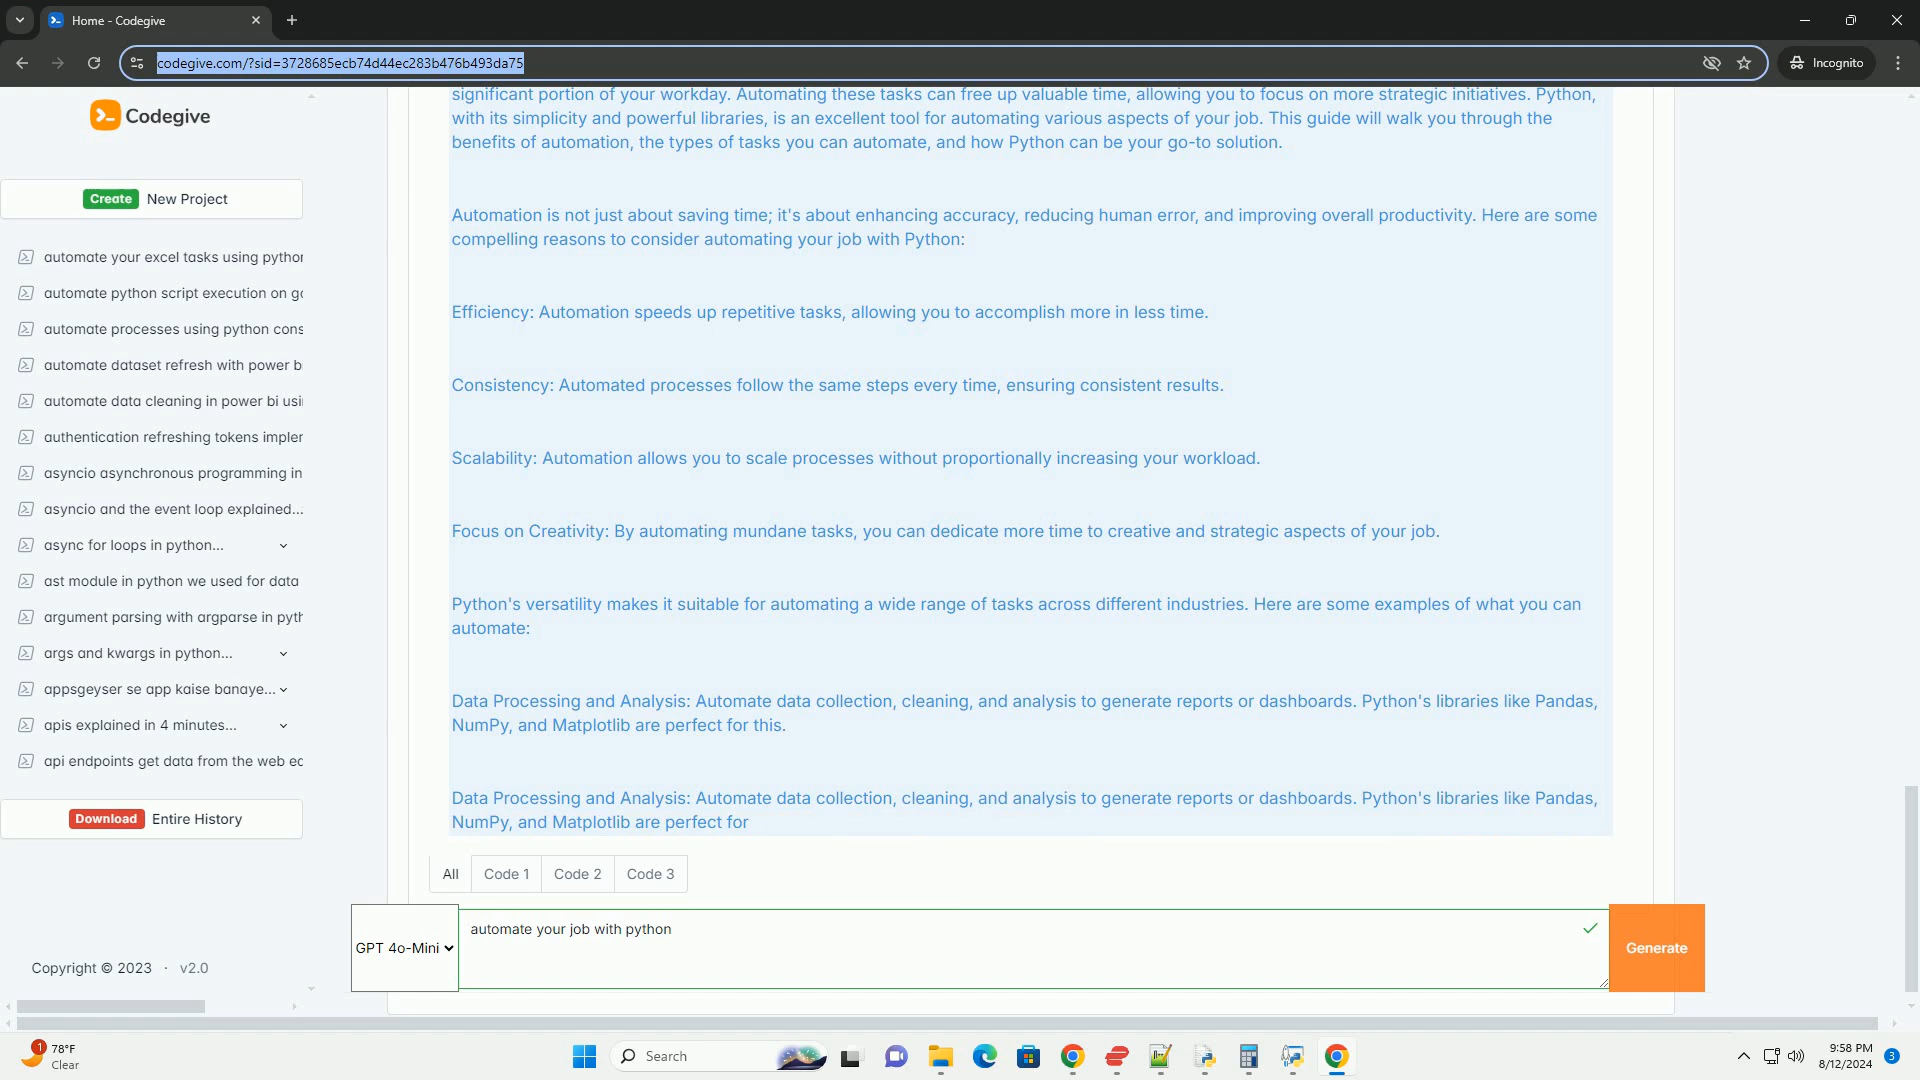 Home - Codegive
codegive.com/?sid=3728685ecb74d44ec283b476b493da75
Incognito
Codegive
Create New Project
automate your excel tasks using python
automate python script execution on go
automate processes using python cons
automate dataset refresh with power b
automate data cleaning in power bi usi
authentication refreshing tokens implem
asyncio asynchronous programming in
asyncio and the event loop explained...
async for loops in python...
ast module in python we used for data
argument parsing with argparse in pyth
args and kwargs in python...
appsgeyser se app kaise banaye...
apis explained in 4 minutes...
api endpoints get data from the web ec
Download Entire History
Copyright © 2023 · v2.0
significant portion of your workday. Automating these tasks can free up valuable time, allowing you to focus on more strategic initiatives. Python,
with its simplicity and powerful libraries, is an excellent tool for automating various aspects of your job. This guide will walk you through the
benefits of automation, the types of tasks you can automate, and how Python can be your go-to solution.
Automation is not just about saving time; it's about enhancing accuracy, reducing human error, and improving overall productivity. Here are some
compelling reasons to consider automating your job with Python:
Efficiency: Automation speeds up repetitive tasks, allowing you to accomplish more in less time.
Consistency: Automated processes follow the same steps every time, ensuring consistent results.
Scalability: Automation allows you to scale processes without proportionally increasing your workload.
Focus on Creativity: By automating mundane tasks, you can dedicate more time to creative and strategic aspects of your job.
Python's versatility makes it suitable for automating a wide range of tasks across different industries. Here are some examples of what you can
automate:
Data Processing and Analysis: Automate data collection, cleaning, and analysis to generate reports or dashboards. Python's libraries like Pandas,
NumPy, and Matplotlib are perfect for this.
Data Processing and Analysis: Automate data collection, cleaning, and analysis to generate reports or dashboards. Python's libraries like Pandas,
NumPy, and Matplotlib are perfect for
All Code 1 Code 2 Code 3
GPT 4o-Mini
automate your job with python
Generate
1
78°F
Clear
Search
9:58 PM
8/12/2024
3